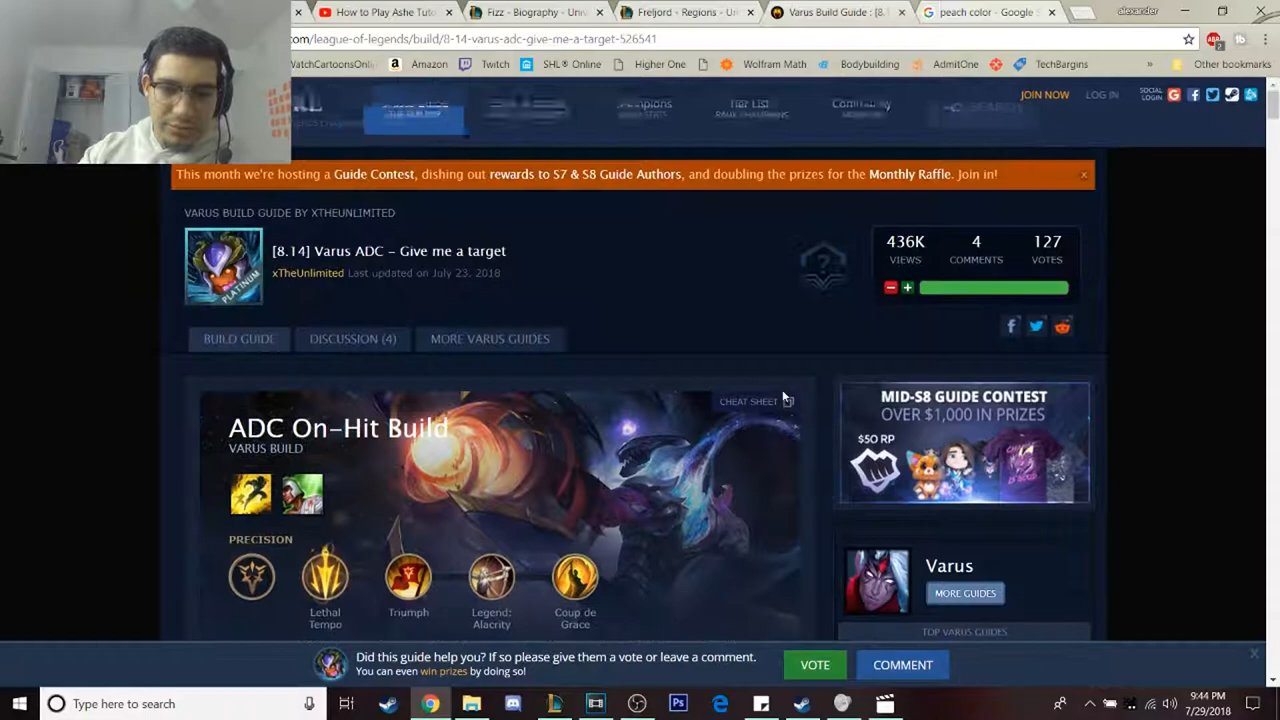 How to Play Ashe Tuto
Fizz - Biography - Univ
Freljord - Regions - Un
Varus Build Guide : [8.1
peach color - Google S
alexander
com/league-of-legends/build/8-14-varus-adc-give-me-a-target-526541
WatchCartoonsOnli
Amazon
Twitch
SHL® Online
Higher One
Wolfram Math
Bodybuilding
AdmitOne
TechBargins
»
Other bookmarks
JOIN NOW
LOG IN
SOCIAL
LOGIN
This month we're hosting a Guide Contest, dishing out rewards to S7 & S8 Guide Authors, and doubling the prizes for the Monthly Raffle. Join in!
VARUS BUILD GUIDE BY XTHEUNLIMITED
[8.14] Varus ADC - Give me a target
xTheUnlimited Last updated on July 23, 2018
PLATINUM
436K
VIEWS
4
COMMENTS
127
VOTES
BUILD GUIDE
DISCUSSION (4)
MORE VARUS GUIDES
CHEAT SHEET
ADC On-Hit Build
VARUS BUILD
PRECISION
Lethal
Tempo
Triumph
Legend:
Alacrity
Coup de
Grace
MID-S8 GUIDE CONTEST
OVER $1,000 IN PRIZES
$50 RP
Varus
MORE GUIDES
TOP VARUS GUIDES
Did this guide help you? If so please give them a vote or leave a comment.
You can even win prizes by doing so!
VOTE
COMMENT
Type here to search
9:44 PM
7/29/2018